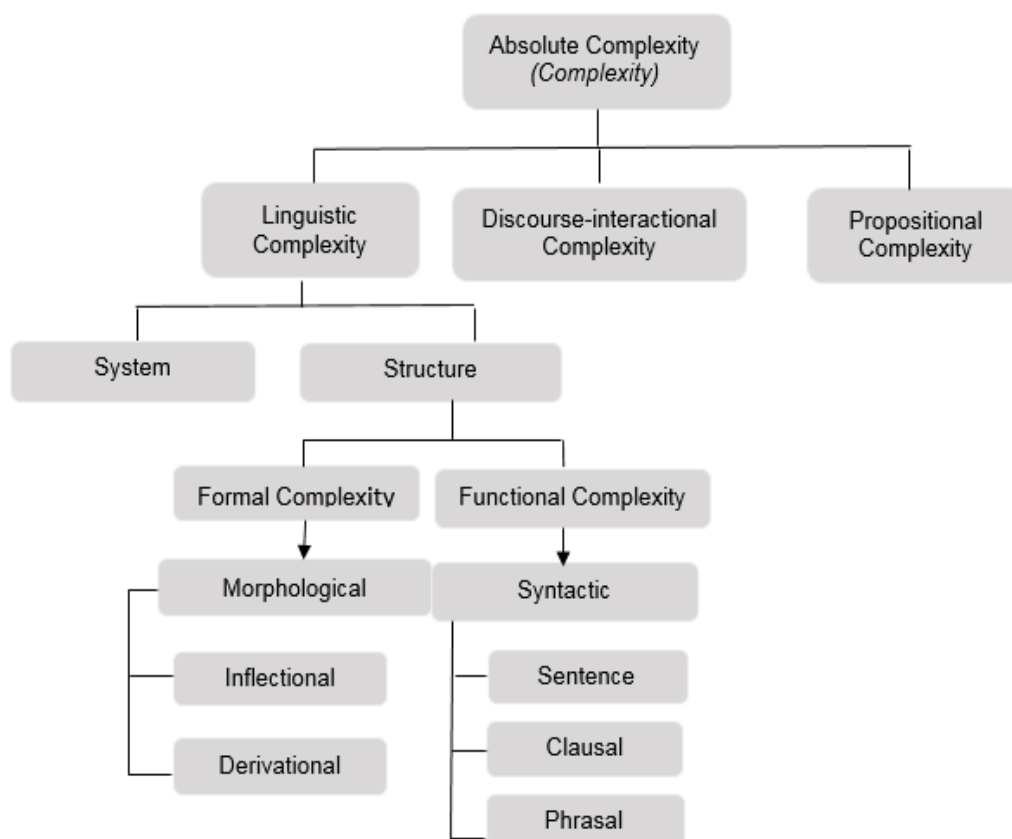 Absolute Complexity
(Complexity)
Linguistic
Complexity
Discourse-interactional
Complexity
Propositional
Complexity
System
Structure
Formal Complexity
Functional Complexity
Morphological
Syntactic
Inflectional
Sentence
Clausal
Derivational
Phrasal